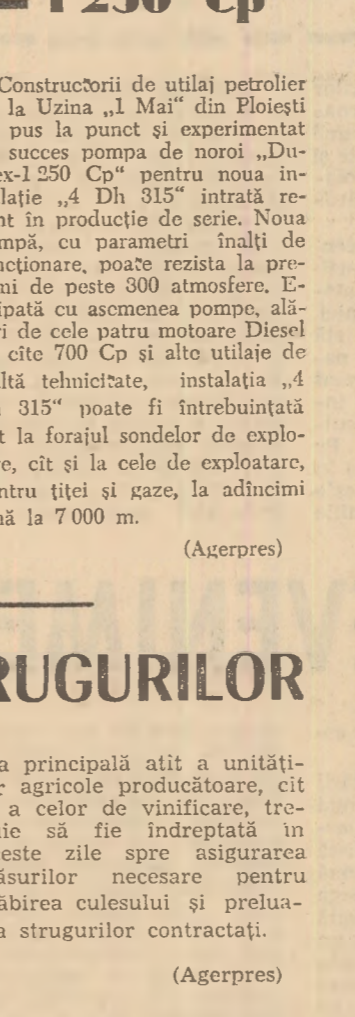 1 250 Cp
Constructorii de utilaj petrolier
la Uzina „1 Mai“ din Ploiești
pus la punct și experimentat
succes pompa de noroi „Du-
ex-1 250 Cp“ pentru noua in-
lație „4 Dh 315“ intrată re-
nt în producție de serie. Noua
mpă, cu parametri înalți de
ncționare, poate rezista la pre-
ni de peste 300 atmosfere. E-
ipată cu asemenea pompe, ală-
ri de cele patru motoare Diesel
cîte 700 Cp și alte utilaje de
ltă tehnicitate, instalația „4
315“ poate fi întrebuințată
t la forajul sondelor de explo-
re, cît și la cele de exploatare,
ntru țiței și gaze, la adîncimi
nă la 7 000 m.
(Agerpres)
RUGURILOR
a principală atît a unități-
r agricole producătoare, cit
a celor de vinificare, tre-
ie să fie îndreptată în
este zile spre asigurarea
ăsurilor necesare pentru
ăbirea culesului și prelua-
a strugurilor contractați.
(Agerpres)